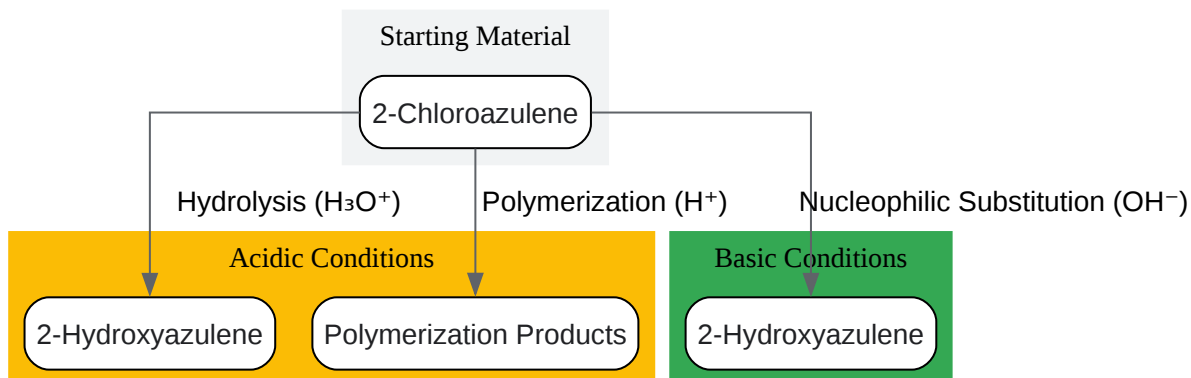 Starting Material
2-Chloroazulene
Hydrolysis (H₃O⁺)
Polymerization (H⁺)
Nucleophilic Substitution (OH⁻)
Acidic Conditions
Basic Conditions
2-Hydroxyazulene
Polymerization Products
2-Hydroxyazulene